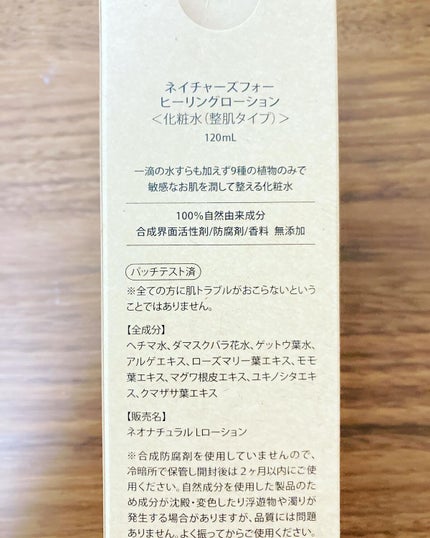 ネイチャーズフォー
ヒーリングローション
＜化粧水（整肌タイプ）＞
120mL
一滴の水すらも加えず9種の植物のみで
敏感なお肌を潤して整える化粧水
100％自然由来成分
合成界面活性剤/防腐剤/香料 無添加
パッチテスト済
※全ての方に肌トラブルがおこらないという
ことではありません。
【全成分】
ヘチマ水、ダマスクバラ花水、ゲットウ葉水、
アルゲエキス、ローズマリー葉エキス、モモ
葉エキス、マグワ根皮エキス、ユキノシタエキ
ス、クマザサ葉エキス
【販売名】
ネオナチュラル Lローション
※合成防腐剤を使用していませんので、
冷暗所で保管し開封後は2ヶ月以内にご使
用ください。自然成分を使用した製品のた
め成分が沈殿・変色したり浮遊物や濁りが
発生する場合がありますが、品質には問題
ありません。よく振ってからご使用ください。